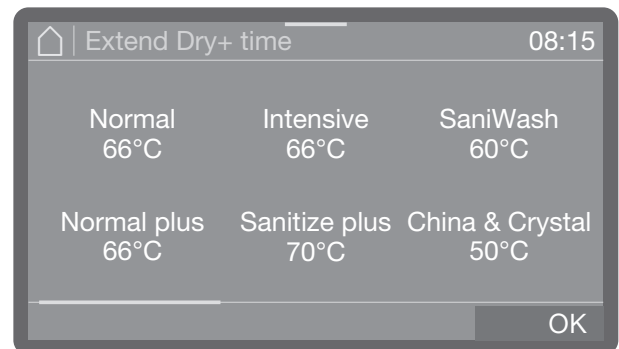 Extend Dry+ time 08:15
Normal Intensive SaniWash
66°C 66°C 60°C
Normal plus Sanitize plus China & Crystal
66°C 70°C 50°C
OK